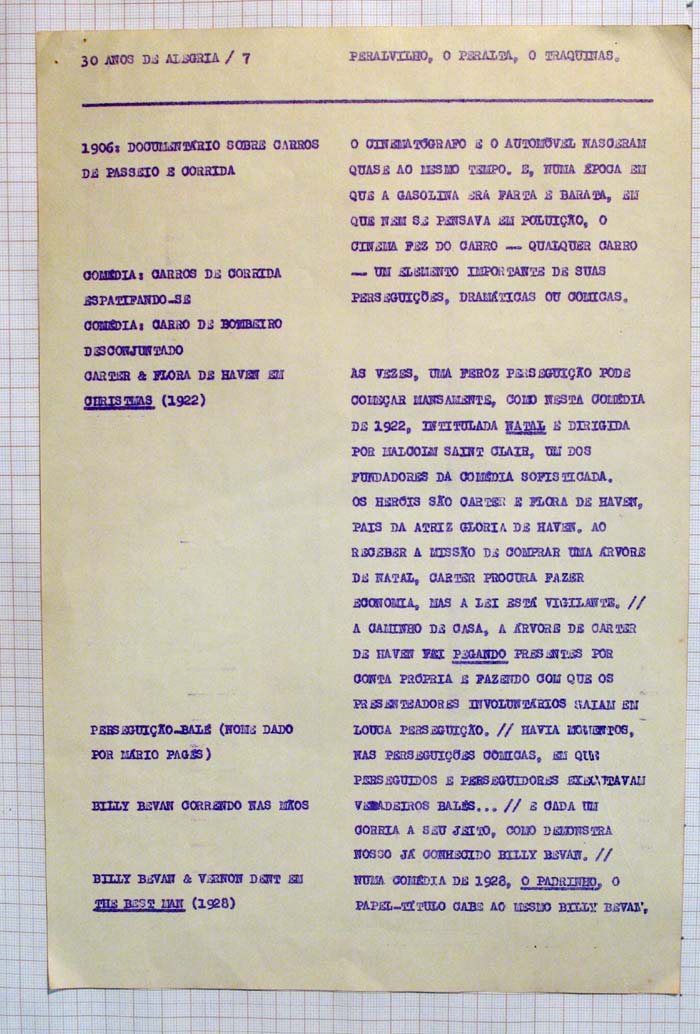 30 ANOS DE ALEGRIA / 7
PERALVILHO, O PERALTA, O TRAQUINAS.
1906: DOCUMENTÁRIO SOBRE CARROS
DE PASSEIO E CORRIDA
COMÉDIA: CARROS DE CORRIDA
ESPATIFANDO-SE
COMÉDIA: CARRO DE BOMBEIRO
DESCONJUNTADO
CARTER & FLORA DE HAVEN EM
CHRISTMAS (1922)
PERSEGUIÇÃO-BALÉ (NOME DADO
POR MÁRIO PAGÉS)
BILLY BEVAN CORRENDO NAS MÃOS
BILLY BEVAN & VERNON DENT EM
THE BEST MAN (1928)
O CINEMATÓGRAFO E O AUTOMÓVEL NASCERAM
QUASE AO MESMO TEMPO. E, NUMA ÉPOCA EM
QUE A GASOLINA ERA FARTA E BARATA, EM
QUE NEM SE PENSAVA EM POLUIÇÃO, O
CINEMA FEZ DO CARRO — QUALQUER CARRO
— UM ELEMENTO IMPORTANTE DE SUAS
PERSEGUIÇÕES, DRAMÁTICAS OU CÔMICAS.
ÀS VEZES, UMA FEROZ PERSEGUIÇÃO PODE
COMEÇAR MANSAMENTE, COMO NESTA COMÉDIA
DE 1922, INTITULADA NATAL E DIRIGIDA
POR MALCOLM SAINT CLAIR, UM DOS
FUNDADORES DA COMÉDIA SOFISTICADA.
OS HERÓIS SÃO CARTER E FLORA DE HAVEN,
PAIS DA ATRIZ GLORIA DE HAVEN. AO
RECEBER A MISSÃO DE COMPRAR UMA ÁRVORE
DE NATAL, CARTER PROCURA FAZER
ECONOMIA, MAS A LEI ESTÁ VIGILANTE. //
A CAMINHO DE CASA, A ÁRVORE DE CARTER
DE HAVEN VEI PEGANDO PRESENTES POR
CONTA PRÓPRIA E FAZENDO COM QUE OS
PRESENTEADORES INVOLUNTÁRIOS SAIAM EM
LOUCA PERSEGUIÇÃO. // HAVIA MOMENTOS,
NAS PERSEGUIÇÕES CÔMICAS, EM QUE
PERSEGUIDOS E PERSEGUIDORES EXECUTAVAM
VERDADEIROS BALÉS... // E CADA UM
CORRIA A SEU JEITO, COMO DEMONSTRA
NOSSO JÁ CONHECIDO BILLY BEVAN. //
NUMA COMÉDIA DE 1928, O PADRINHO, O
PAPEL-TÍTULO CABE AO MESMO BILLY BEVAN,